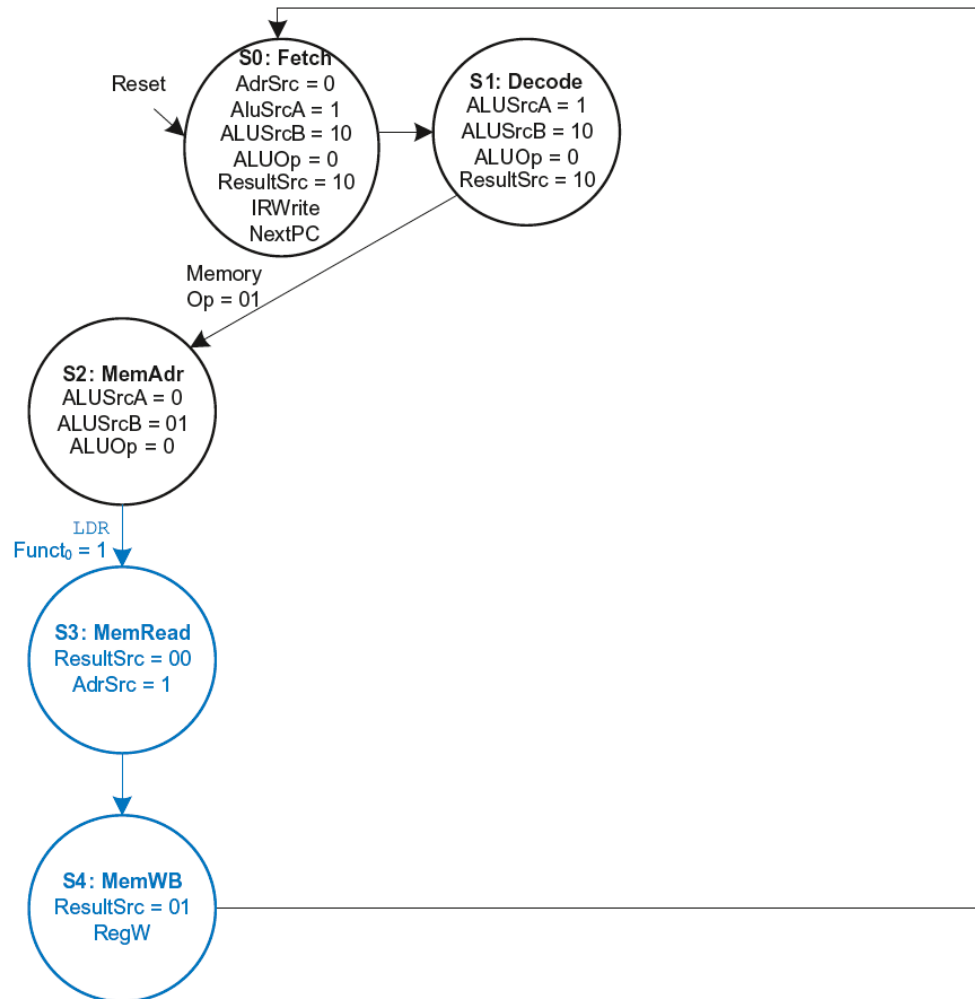 Reset
S0: Fetch
AdrSrc = 0
AluSrcA = 1
ALUSrcB = 10
ALUOp = 0
ResultSrc = 10
IRWrite
NextPC
S1: Decode
ALUSrcA = 1
ALUSrcB = 10
ALUOp = 0
ResultSrc = 10
Memory
Op = 01
S2: MemAdr
ALUSrcA = 0
ALUSrcB = 01
ALUOp = 0
LDR
Funct₀ = 1
S3: MemRead
ResultSrc = 00
AdrSrc = 1
S4: MemWB
ResultSrc = 01
RegW